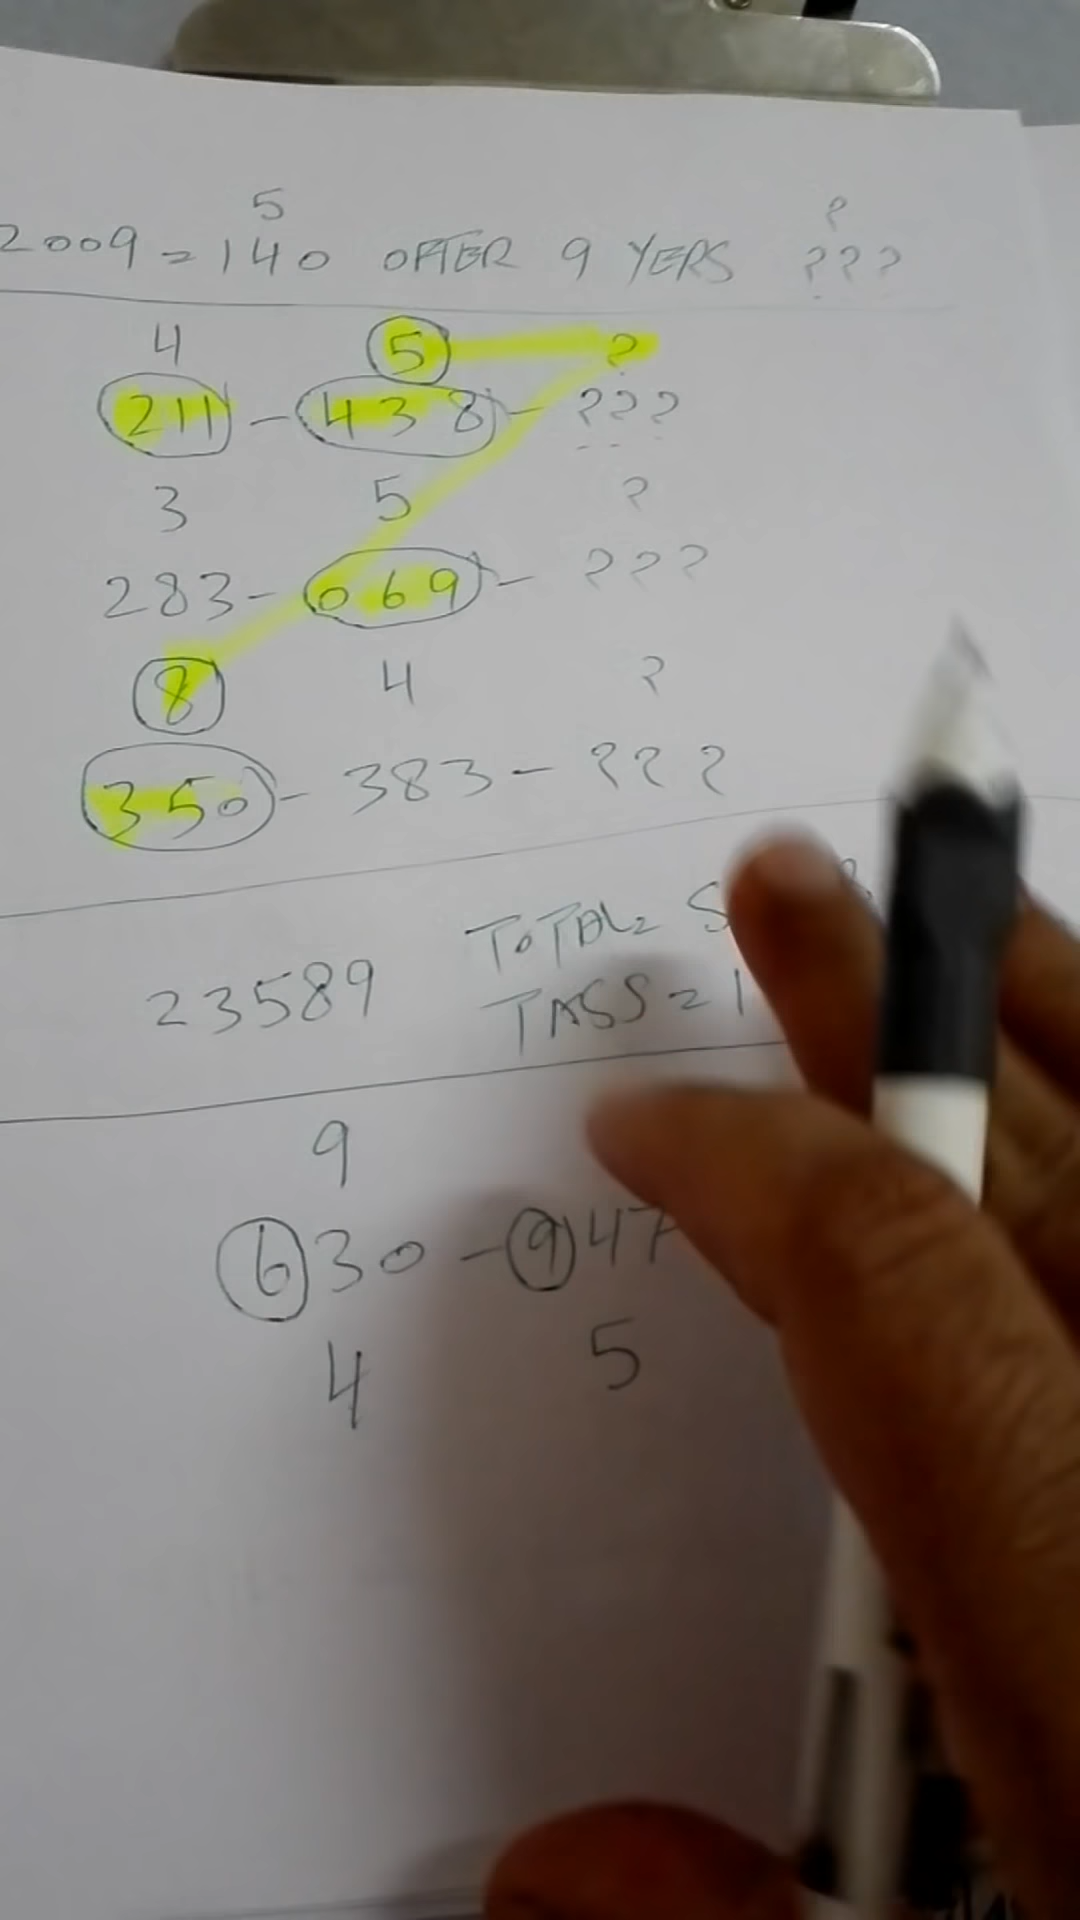 5 ?
2009 = 140 OFTER 9 YERS ???
4 5 ?
211 - 438 - ???
3 5 ?
283 - 069 - ???
8 4 ?
350 - 383 - ???
TOTAL =
23589 TASS = 1
9
630 - 947
4 5